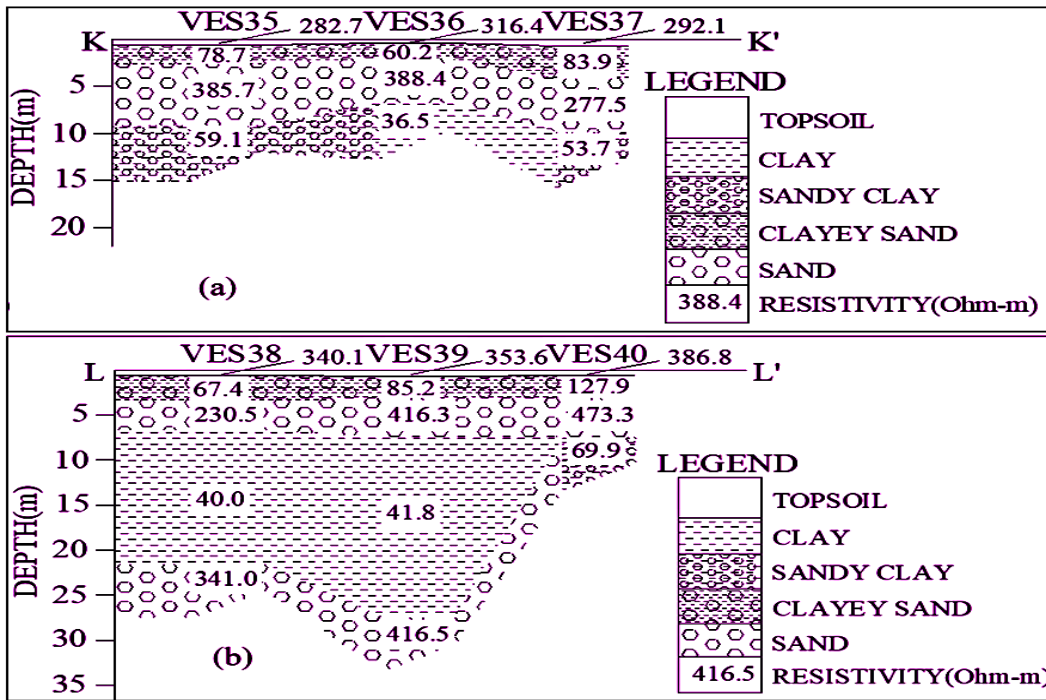 VES35 282.7 VES36 316.4 VES37 292.1
K K'
78.7 60.2 83.9
LEGEND
5
385.7 388.4 277.5
TOPSOIL
36.5
10
59.1 53.7
CLAY
15
SANDY CLAY
20
CLAYEY SAND
DEPTH(m)
SAND
(a)
388.4 RESISTIVITY(Ohm-m)
VES38 340.1 VES39 353.6 VES40 386.8
L L'
67.4 85.2 127.9
5 230.5 416.3 473.3
10 69.9
LEGEND
15 40.0 41.8
TOPSOIL
CLAY
20
SANDY CLAY
341.0
25
CLAYEY SAND
DEPTH(m)
30 416.5
SAND
(b)
35
416.5 RESISTIVITY(Ohm-m)